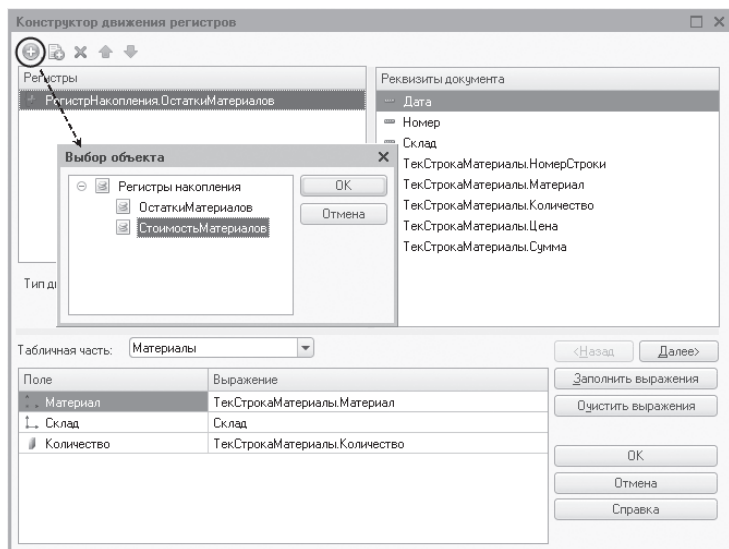 Конструктор движения регистров
Регистры
РегистрНакопления.ОстаткиМатериалов
Реквизиты документа
Дата
Номер
Склад
ТекСтрокаМатериалы.НомерСтроки
ТекСтрокаМатериалы.Материал
ТекСтрокаМатериалы.Количество
ТекСтрокаМатериалы.Цена
ТекСтрокаМатериалы.Сумма
Выбор объекта
Регистры накопления
ОстаткиМатериалов
СтоимостьМатериалов
OK
Отмена
Тип
Табличная часть: Материалы
<Назад Далее>
Поле Выражение
Материал ТекСтрокаМатериалы.Материал
Склад Склад
Количество ТекСтрокаМатериалы.Количество
Заполнить выражения
Очистить выражения
OK
Отмена
Справка